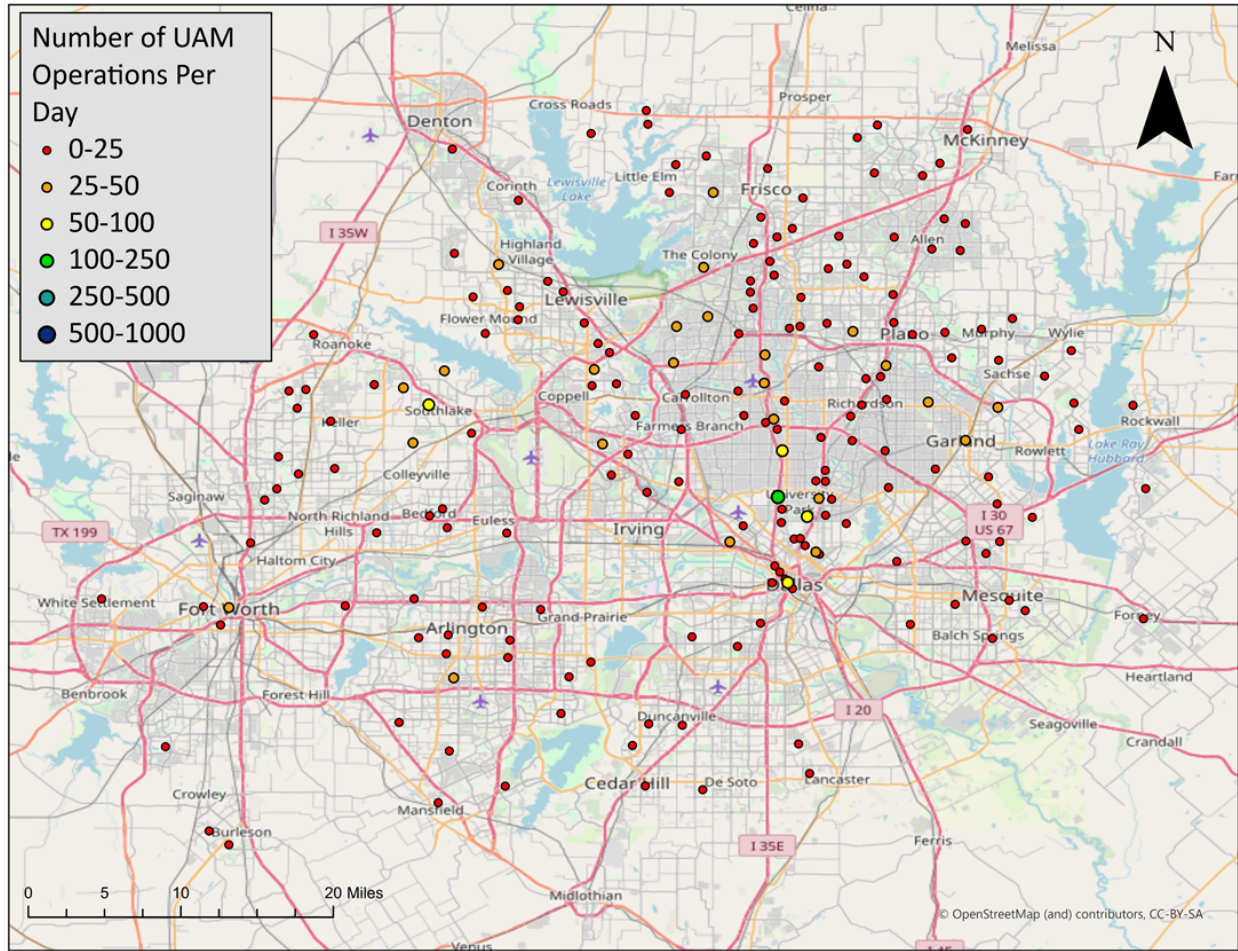 Celina
Number of UAM
Operations Per
Day
0-25
25-50
50-100
100-250
250-500
500-1000
N
Melissa
Prosper
Cross Roads
Denton
McKinney
Little Elm
Lewisville
Lake
Corinth
Frisco
Far
I 35W
Highland
Village
The Colony
Allen
Lewisville
Flower Mound
Roanoke
Plano
Murphy
Wylie
Sachse
Coppell
Carrollton
Richardson
Southlake
Keller
Farmers Branch
Garland
Rockwall
Lake Ray
Hubbard
Rowlett
le
Colleyville
Saginaw
University
Park
TX 199
North Richland
Hills
Bedford
Euless
Irving
I 30
US 67
Haltom City
Dallas
White Settlement
Fort Worth
Mesquite
Grand Prairie
Forney
Arlington
Balch Springs
Benbrook
Forest Hill
Heartland
I 20
Duncanville
Seagoville
Crandall
Cedar Hill
De Soto
Lancaster
Crowley
Mansfield
Burleson
I 35E
Ferris
0 5 10 20 Miles
Midlothian
© OpenStreetMap (and) contributors, CC-BY-SA
Venus
I 45